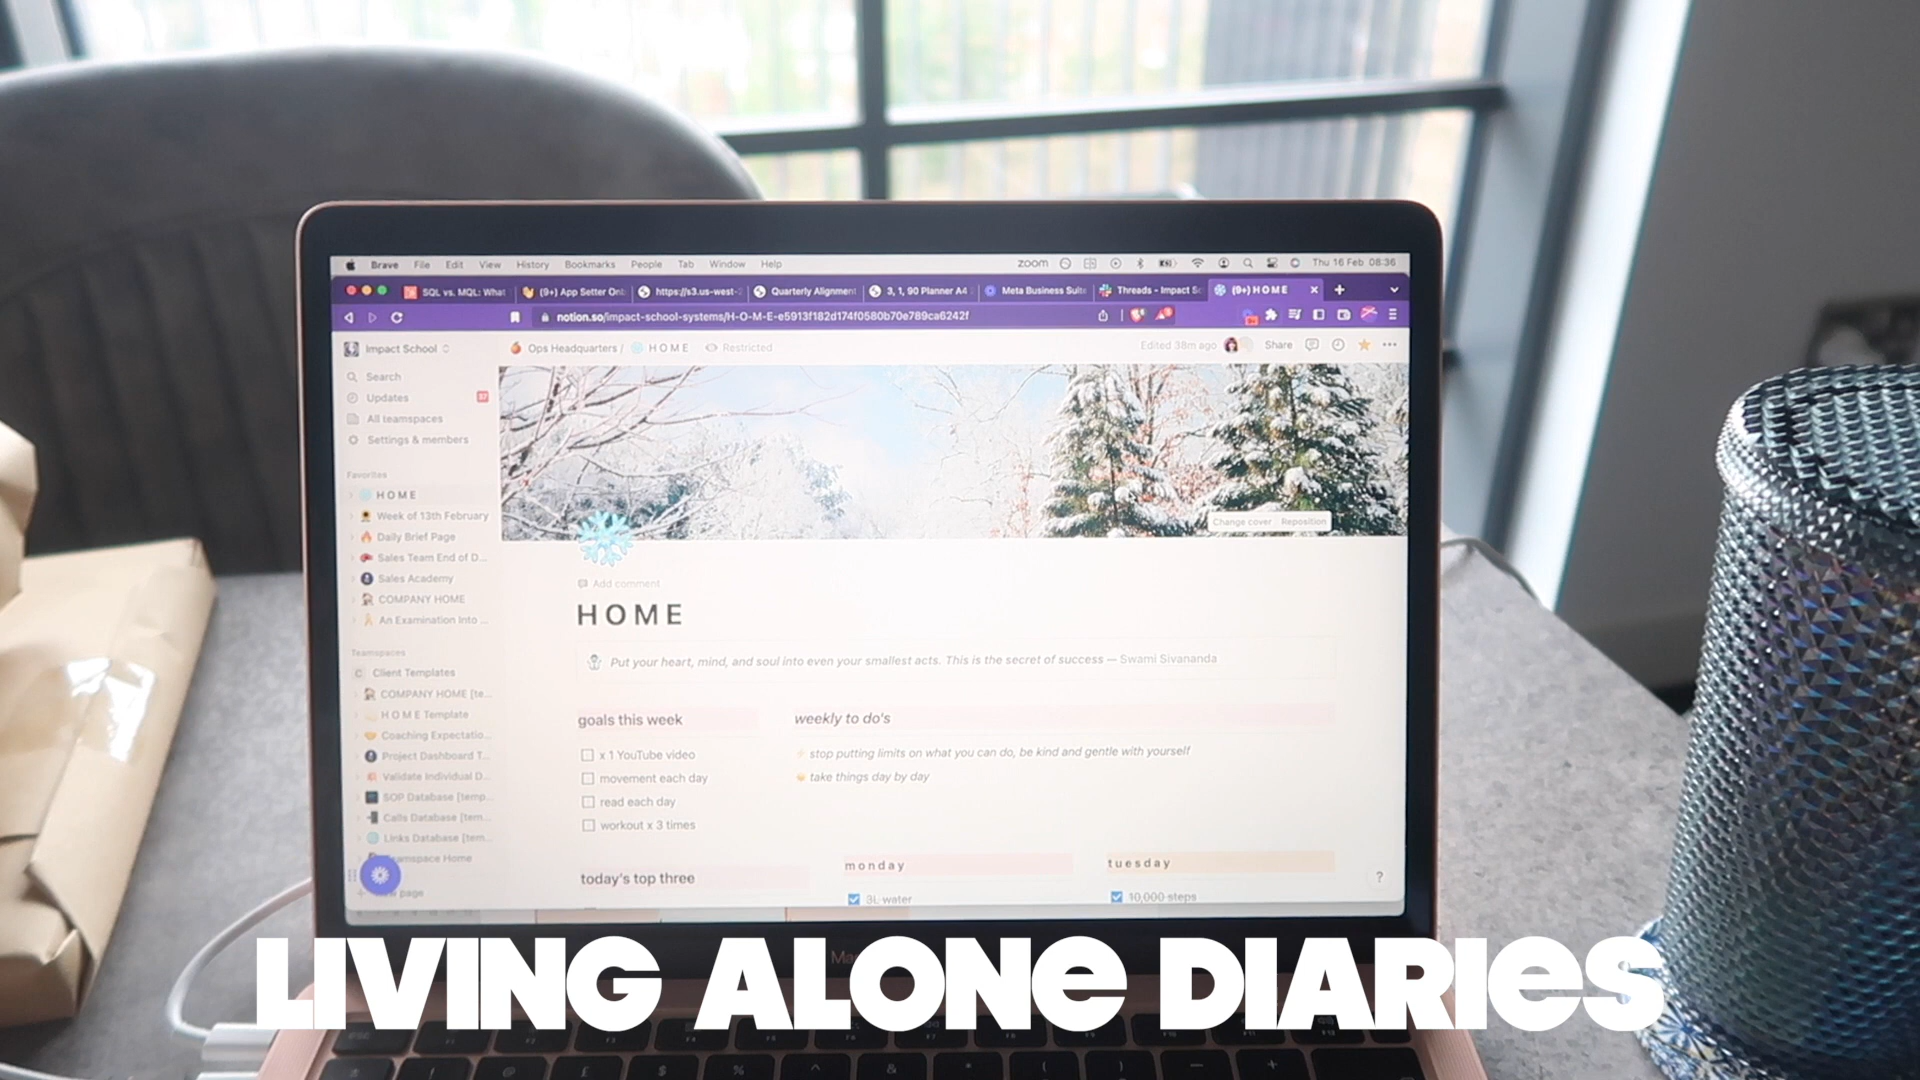 Brave File Edit View History Bookmarks People Tab Window Help zoom Thu 16 Feb 08:36
SQL vs. MQL: What (9+) App Setter Onb https://s3.us-west- Quarterly Alignment 3, 1, 90 Planner A4 Meta Business Suite Threads - Impact Sc (9+) H O M E
notion.so/impact-school-systems/H-O-M-E-e5913f182d174f0580b70e789ca6242f
Impact School Ops Headquarters / H O M E Restricted Edited 38m ago Share
Search
Updates
All teamspaces
Settings & members
Favorites
H O M E
Week of 13th February
Daily Brief Page
Sales Team End of D...
Sales Academy
COMPANY HOME
An Examination Into ...
Teamspaces
C Client Templates
COMPANY HOME [te...
H O M E Template
Coaching Expectatio...
Project Dashboard T...
Validate Individual D...
SOP Database [temp...
Calls Database [tem...
Links Database [tem...
Home
page
Change cover Reposition
Add comment
H O M E
Put your heart, mind, and soul into even your smallest acts. This is the secret of success — Swami Sivananda
goals this week
x 1 YouTube video
movement each day
read each day
workout x 3 times
weekly to do's
stop putting limits on what you can do, be kind and gentle with yourself
take things day by day
today's top three
monday
3L water
tuesday
10,000 steps
?
LIVING ALONE DIARIES